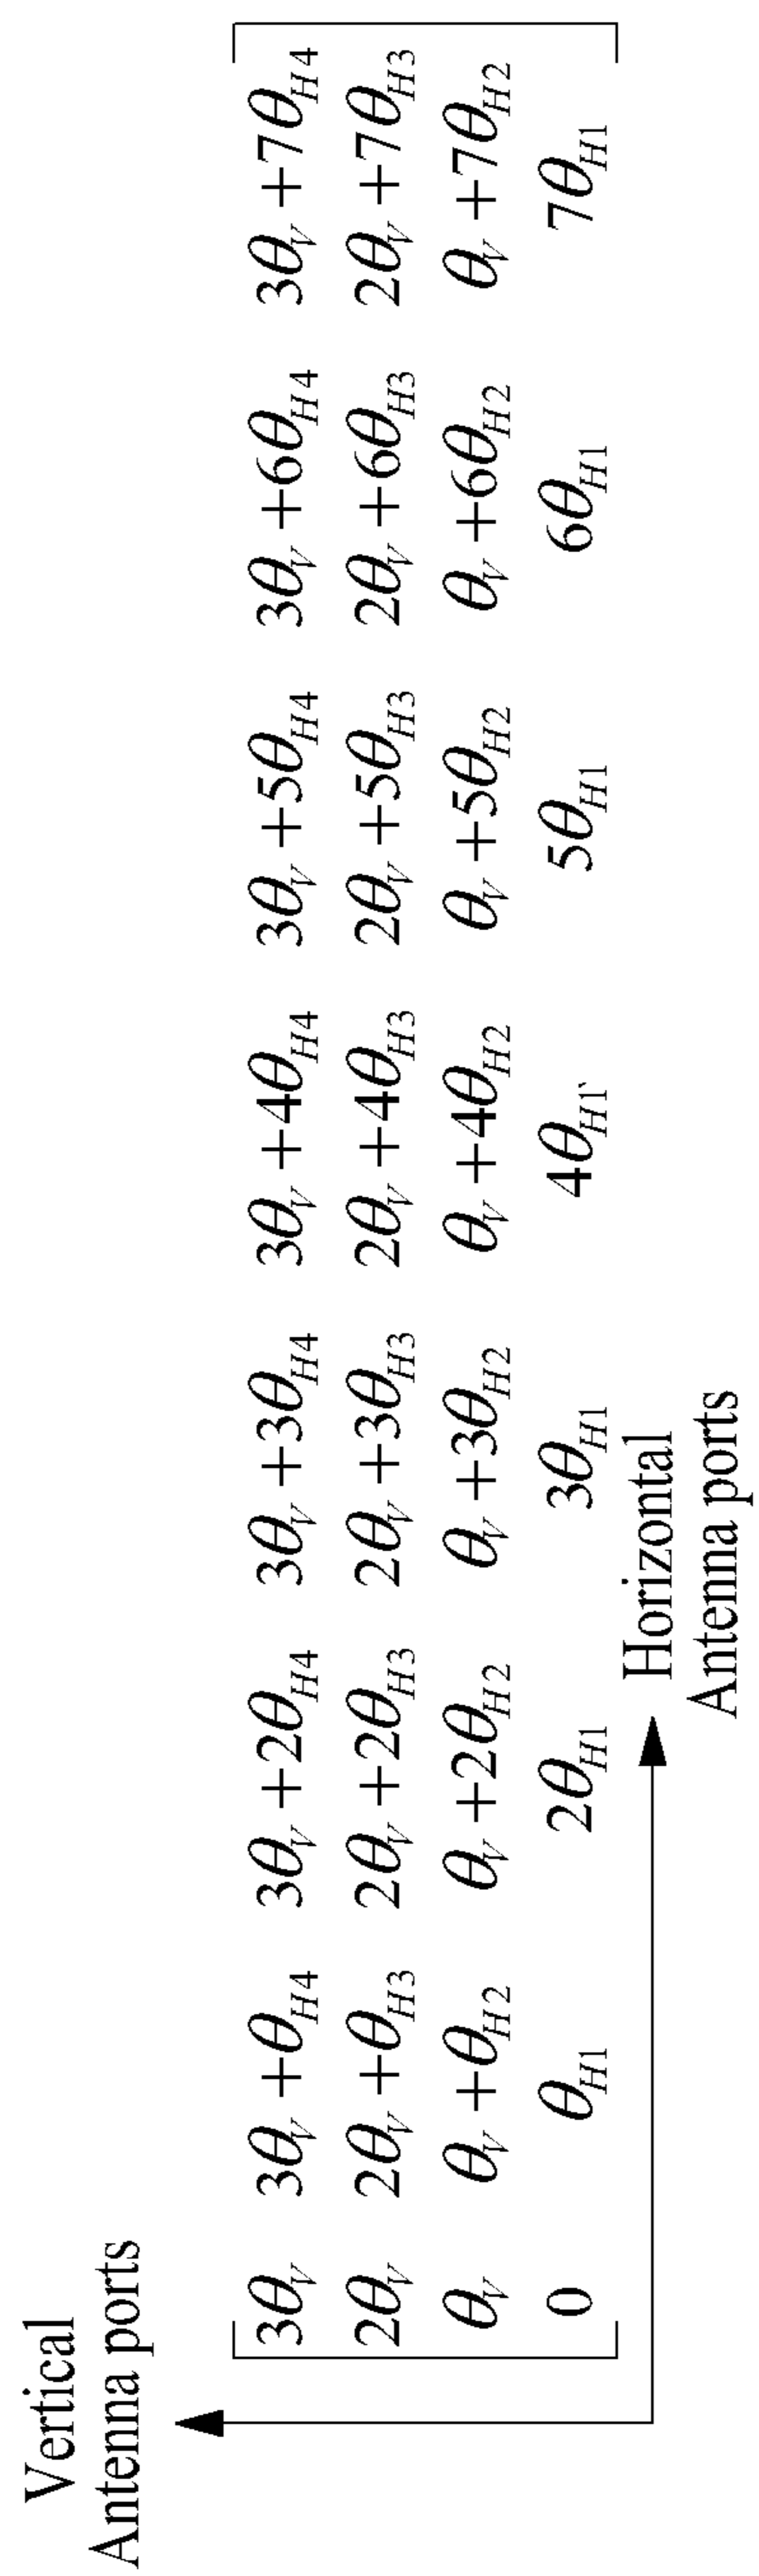 Vertical
Antenna ports
3θ_V 3θ_V +θ_H4 3θ_V +2θ_H4 3θ_V +3θ_H4 3θ_V +4θ_H4 3θ_V +5θ_H4 3θ_V +6θ_H4 3θ_V +7θ_H4
2θ_V 2θ_V +θ_H3 2θ_V +2θ_H3 2θ_V +3θ_H3 2θ_V +4θ_H3 2θ_V +5θ_H3 2θ_V +6θ_H3 2θ_V +7θ_H3
θ_V θ_V +θ_H2 θ_V +2θ_H2 θ_V +3θ_H2 θ_V +4θ_H2 θ_V +5θ_H2 θ_V +6θ_H2 θ_V +7θ_H2
0 θ_H1 2θ_H1 3θ_H1 4θ_H1` 5θ_H1 6θ_H1 7θ_H1
Horizontal
Antenna ports